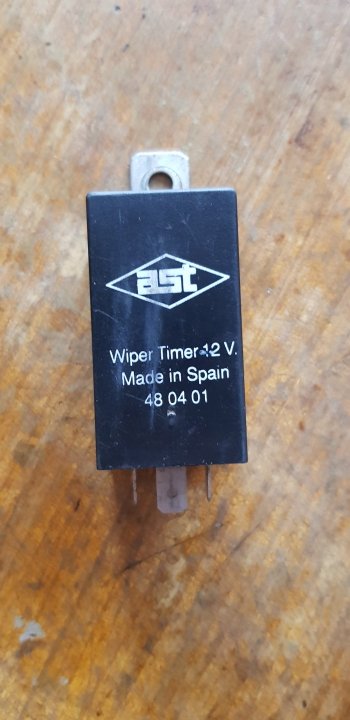 ast
Wiper Timer 12 V.
Made in Spain
48 04 01